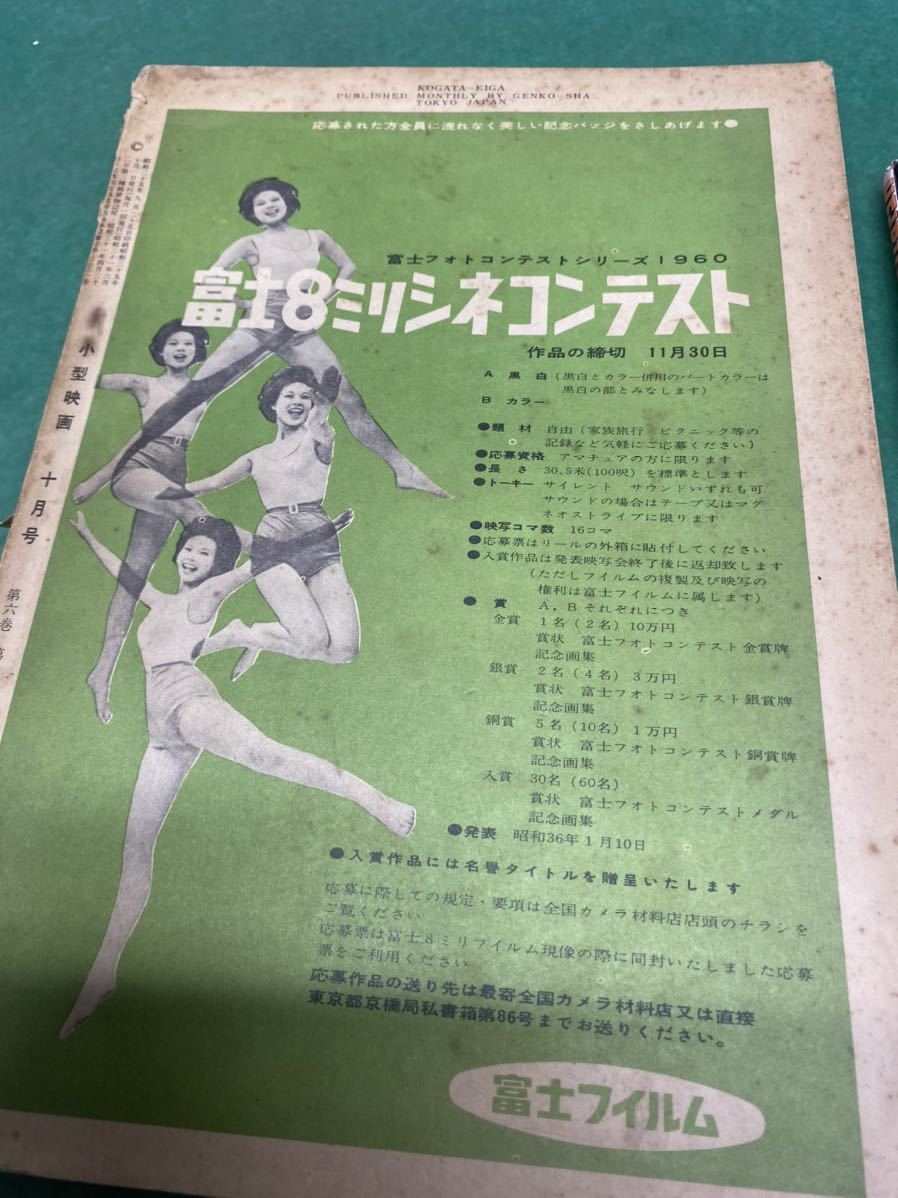 KOGATA-EIGA
PUBLISHED MONTHLY BY GENKO-SHA
TOKYO JAPAN
応募された方全員に洩れなく美しい記念バッジをさしあげます●
富士フォトコンテストシリーズ1960
富士8ミリシネコンテスト
作品の締切 11月30日
A 黒白(黒白とカラー併用のパートカラーは
黒白の部とみなします)
B カラー
●題材 自由(家族旅行 ピクニック等の
記録など気軽にご応募ください)
●応募資格 アマチュアの方に限ります
●長さ 30.5米(100呎)を標準とします
●トーキー サイレント サウンドいずれも可
サウンドの場合はテープ又はマグ
ネオストライプに限ります
●映写コマ数 16コマ
●応募票はリールの外箱に貼付してください
●入賞作品は発表映写会終了後に返却致します
(ただしフイルムの複製及び映写の
権利は富士フイルムに属します)
●賞 A,Bそれぞれにつき
金賞 1名(2名)10万円
賞状 富士フォトコンテスト金賞牌
記念画集
銀賞 2名(4名)3万円
賞状 富士フォトコンテスト銀賞牌
記念画集
銅賞 5名(10名)1万円
賞状 富士フォトコンテスト銅賞牌
記念画集
入賞 30名(60名)
賞状 富士フォトコンテストメダル
記念画集
●発表 昭和36年1月10日
●入賞作品には名誉タイトルを贈呈いたします
応募に際しての規定・要項は全国カメラ材料店店頭のチラシを
ご覧ください
応募票は富士8ミリフイルム現像の際に同封いたしました応募
票をご利用ください
応募作品の送り先は最寄全国カメラ材料店又は直接
東京都京橋局私書箱第86号までお送りください。
富士フイルム
小型映画 十月号
第六巻 第